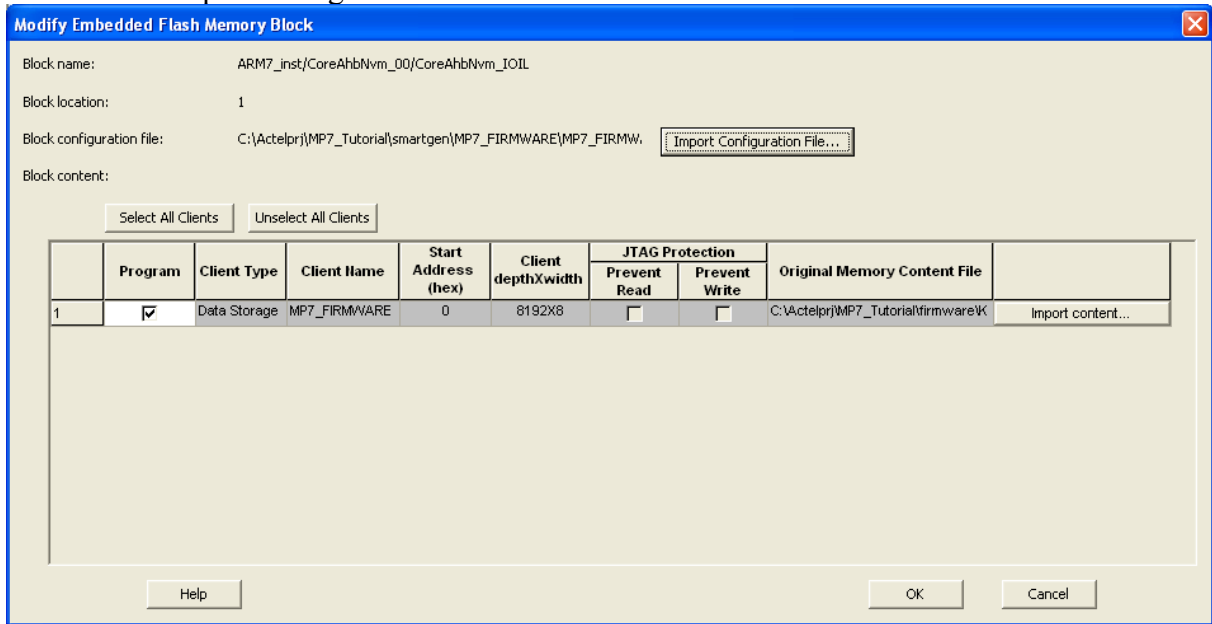 Modify Embedded Flash Memory Block
Block name: ARM7_inst/CoreAhbNvm_00/CoreAhbNvm_IOIL
Block location: 1
Block configuration file: C:\Actelprj\MP7_Tutorial\smartgen\MP7_FIRMWARE\MP7_FIRMW. Import Configuration File...
Block content:
Select All Clients Unselect All Clients
Program Client Type Client Name Start Address (hex) Client depthXwidth JTAG Protection Prevent Read Prevent Write Original Memory Content File
1 Data Storage MP7_FIRMWARE 0 8192X8 C:\Actelprj\MP7_Tutorial\firmware\K Import content...
Help OK Cancel